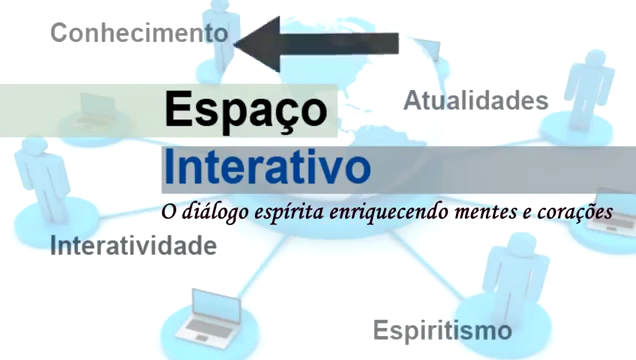 Conhecimento
Atualidades
Espaço
Interativo
O diálogo espírita enriquecendo mentes e corações
Interatividade
Espiritismo